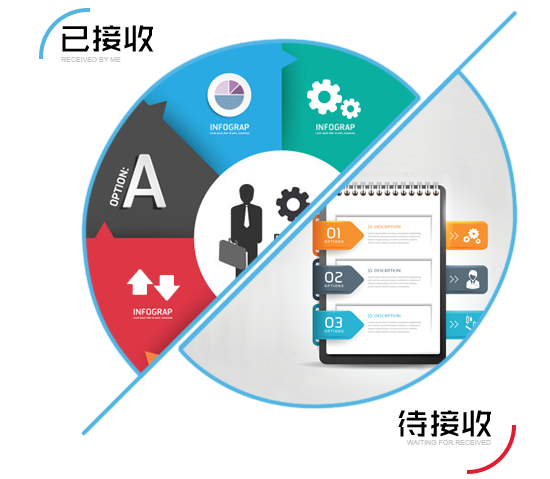 已接收
RECEIVED BY ME
INFOGRAP
INFOGRAP
OPTION:
A
INFOGRAP
01
OPTIONS
DESCRIPTION
02
OPTIONS
DESCRIPTION
03
OPTIONS
DESCRIPTION
待接收
WAITING FOR RECEIVED